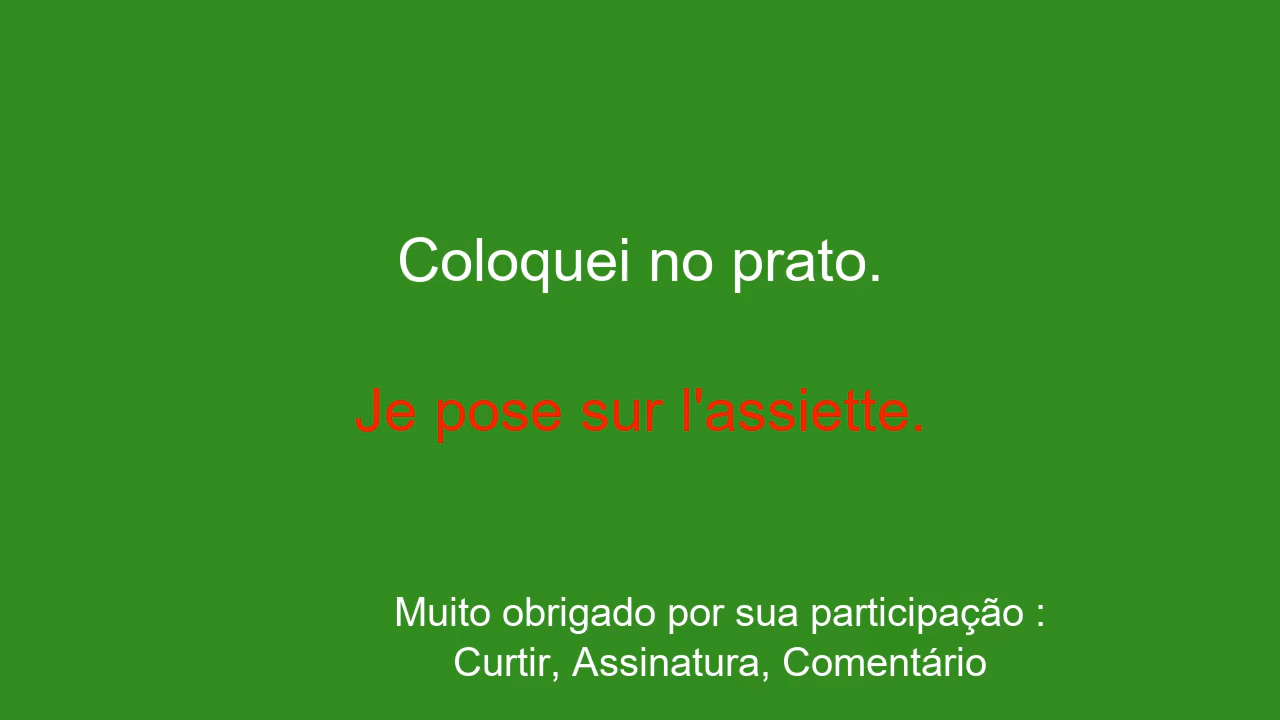 Coloquei no prato.
Je pose sur l'assiette.
Muito obrigado por sua participação :
Curtir, Assinatura, Comentário